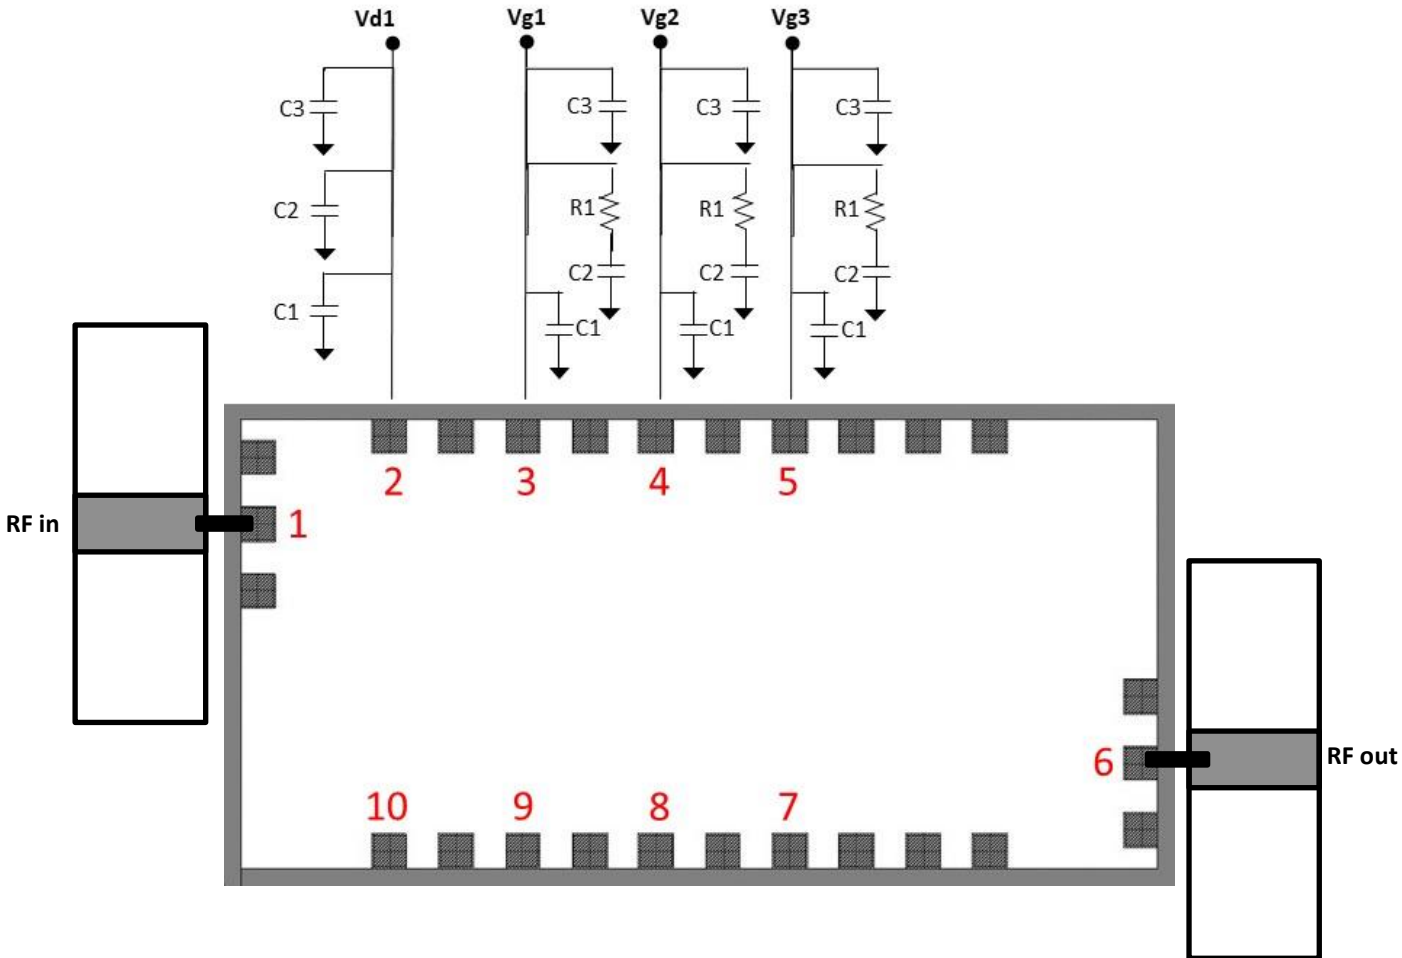 Vd1 Vg1 Vg2 Vg3
C3 C3 C3 C3
C2 R1 R1 R1
C2 C2 C2
C1 C1 C1 C1
2 3 4 5
RF in 1
6 RF out
10 9 8 7